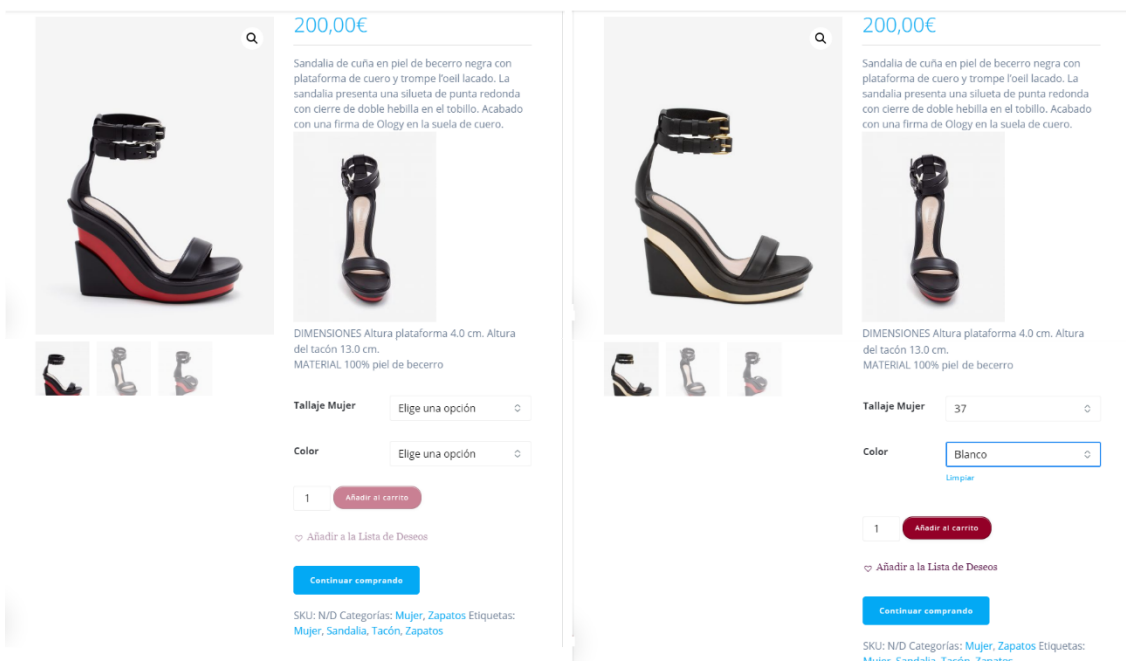 200,00€
Sandalia de cuña en piel de becerro negra con
plataforma de cuero y trompe l'oeil lacado. La
sandalia presenta una silueta de punta redonda
con cierre de doble hebilla en el tobillo. Acabado
con una firma de Ology en la suela de cuero.
DIMENSIONES Altura plataforma 4.0 cm. Altura
del tacón 13.0 cm.
MATERIAL 100% piel de becerro
Tallaje Mujer
Elige una opción
Color
Elige una opción
1
Añadir al carrito
Añadir a la Lista de Deseos
Continuar comprando
SKU: N/D Categorías: Mujer, Zapatos Etiquetas:
Mujer, Sandalia, Tacón, Zapatos
200,00€
Sandalia de cuña en piel de becerro negra con
plataforma de cuero y trompe l'oeil lacado. La
sandalia presenta una silueta de punta redonda
con cierre de doble hebilla en el tobillo. Acabado
con una firma de Ology en la suela de cuero.
DIMENSIONES Altura plataforma 4.0 cm. Altura
del tacón 13.0 cm.
MATERIAL 100% piel de becerro
Tallaje Mujer
37
Color
Blanco
Limpiar
1
Añadir al carrito
Añadir a la Lista de Deseos
Continuar comprando
SKU: N/D Categorías: Mujer, Zapatos Etiquetas:
Mujer, Sandalia, Tacón, Zapatos